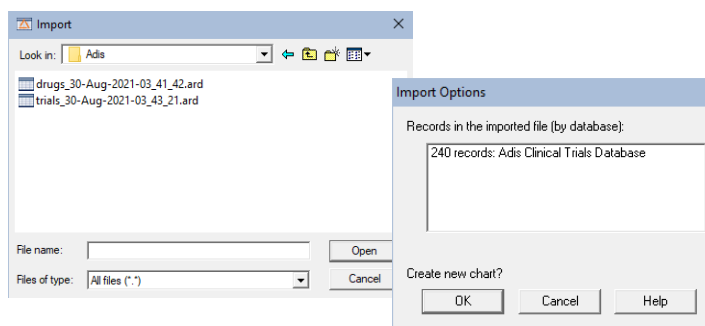 Import
Look in: Adis
drugs_30-Aug-2021-03_41_42.ard
trials_30-Aug-2021-03_43_21.ard
File name: Open
Files of type: All files (*.*) Cancel
Import Options
Records in the imported file (by database):
240 records: Adis Clinical Trials Database
Create new chart?
OK Cancel Help